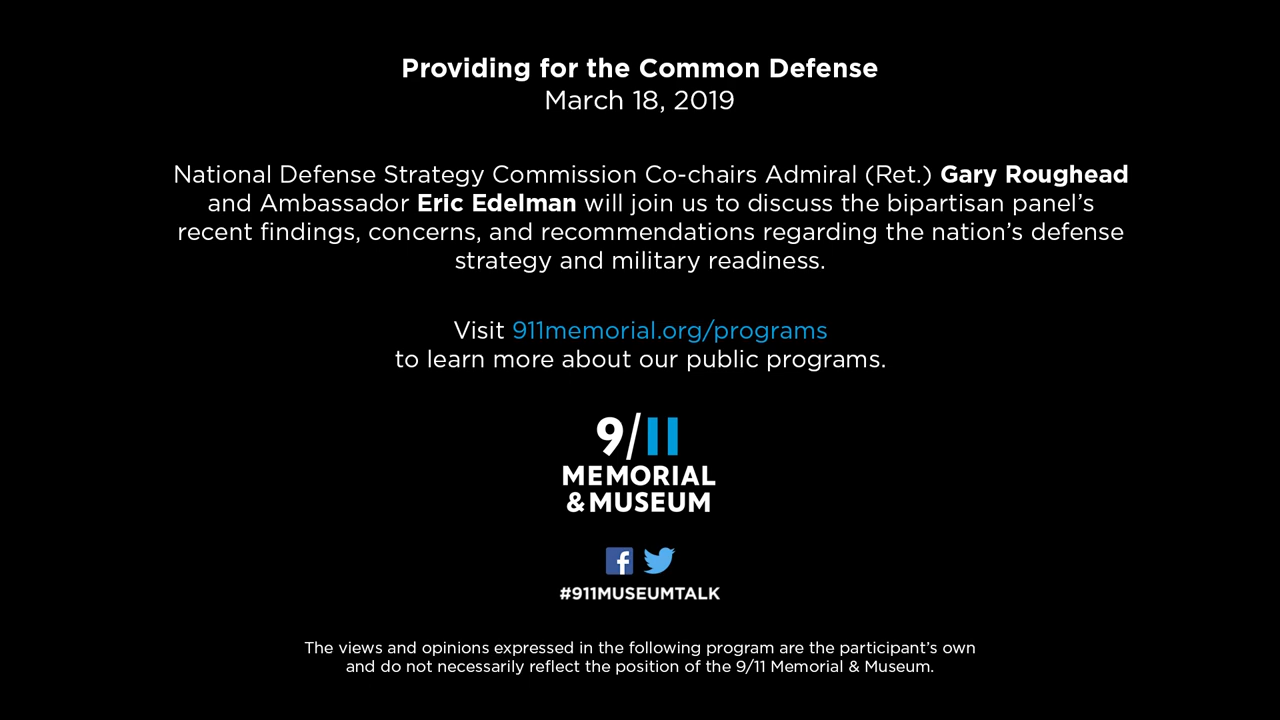 Providing for the Common Defense
March 18, 2019
National Defense Strategy Commission Co-chairs Admiral (Ret.) Gary Roughead
and Ambassador Eric Edelman will join us to discuss the bipartisan panel’s
recent findings, concerns, and recommendations regarding the nation’s defense
strategy and military readiness.
Visit 911memorial.org/programs
to learn more about our public programs.
9/11
MEMORIAL
& MUSEUM
#911MUSEUMTALK
The views and opinions expressed in the following program are the participant’s own
and do not necessarily reflect the position of the 9/11 Memorial & Museum.